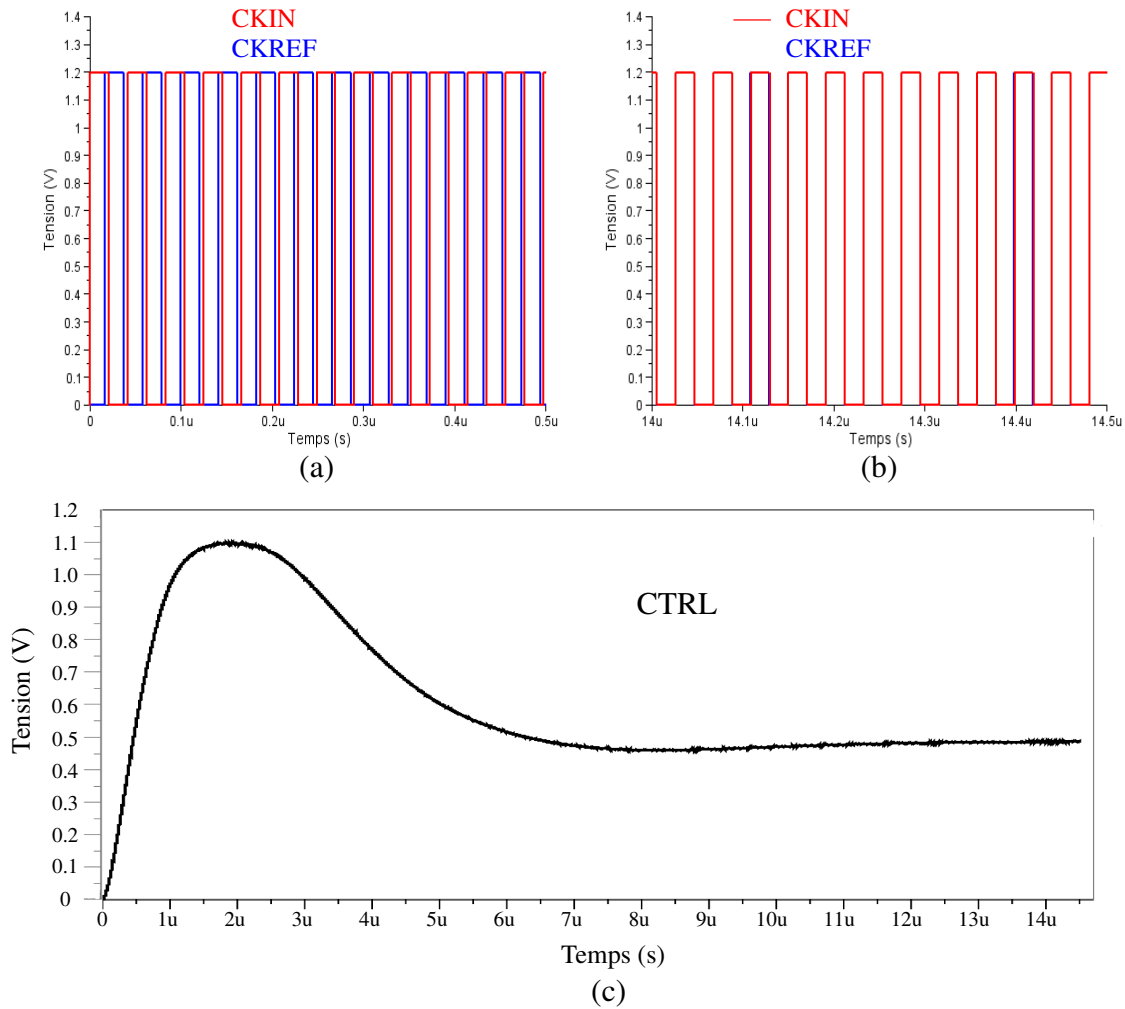 CKIN
CKREF
1.4
1.3
1.2
1.1
1
0.9
0.8
0.7
0.6
0.5
0.4
0.3
0.2
0.1
0
Tension (V)
0 0.1u 0.2u 0.3u 0.4u 0.5u
Temps (s)
(a)
CKIN
CKREF
1.4
1.3
1.2
1.1
1
0.9
0.8
0.7
0.6
0.5
0.4
0.3
0.2
0.1
0
Tension (V)
14u 14.1u 14.2u 14.3u 14.4u 14.5u
Temps (s)
(b)
1.2
1.1
1.0
0.9
0.8
0.7
0.6
0.5
0.4
0.3
0.2
0.1
0
Tension (V)
CTRL
0 1u 2u 3u 4u 5u 6u 7u 8u 9u 10u 11u 12u 13u 14u
Temps (s)
(c)